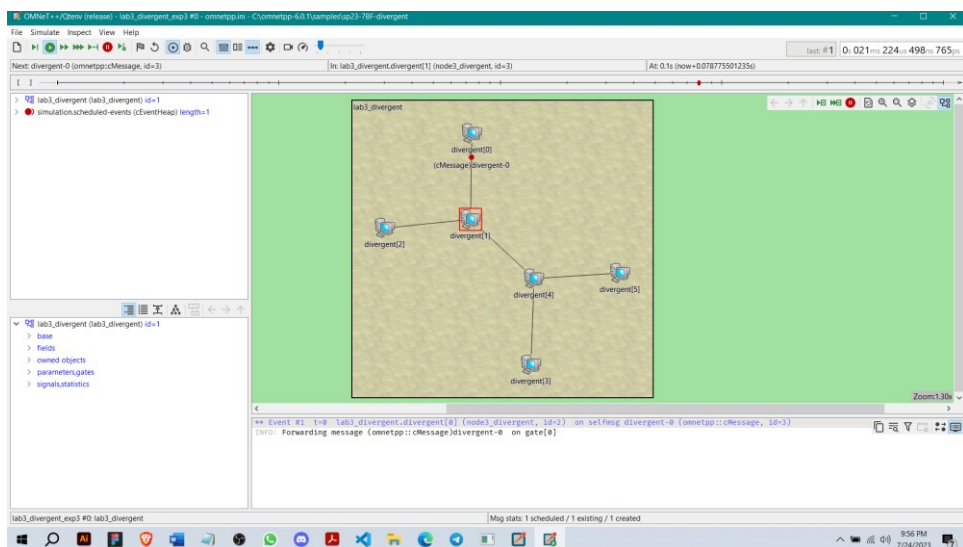 OMNeT++/Qtenv (release) - lab3_divergent_exp3 #0 - omnetpp.ini - C:\omnetpp-6.0.1\samples\sp23-78F-divergent
File Simulate Inspect View Help
last: #1 0s 021ms 224us 498ns 765ps
Next: divergent-0 (omnetpp::cMessage, id=3) In: lab3_divergent.divergent[1] (node3_divergent, id=3) At: 0.1s (now+0.078775501235s)
lab3_divergent (lab3_divergent) id=1
simulation.scheduled-events (cEventHeap) length=1
lab3_divergent
divergent[0]
(cMessage)divergent-0
divergent[1]
divergent[2]
divergent[4]
divergent[5]
divergent[3]
Zoom:1.30x
lab3_divergent (lab3_divergent) id=1
base
fields
owned objects
parameters,gates
signals,statistics
** Event #1 t=0 lab3_divergent.divergent[0] (node3_divergent, id=2) on selfmsg divergent-0 (omnetpp::cMessage, id=3)
INFO: Forwarding message (omnetpp::cMessage)divergent-0 on gate[0]
lab3_divergent_exp3 #0: lab3_divergent Msg stats: 1 scheduled / 1 existing / 1 created
9:56 PM
7/24/2023